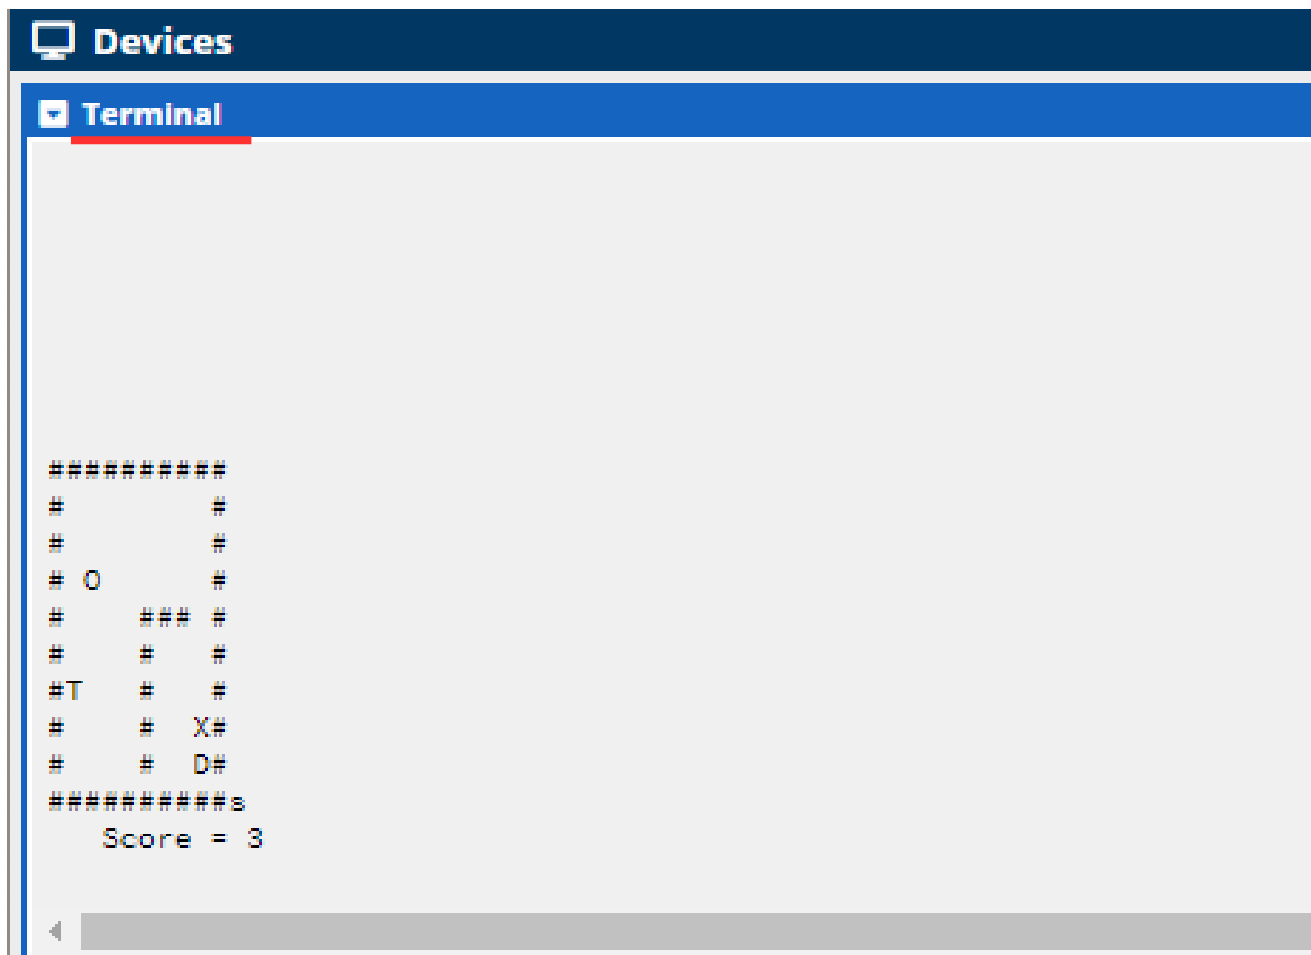 Devices
Terminal
##########
#        #
#        #
# O      #
#    ### #
#    #   #
#T   #   #
#    #  X#
#    #  D#
##########s
   Score = 3